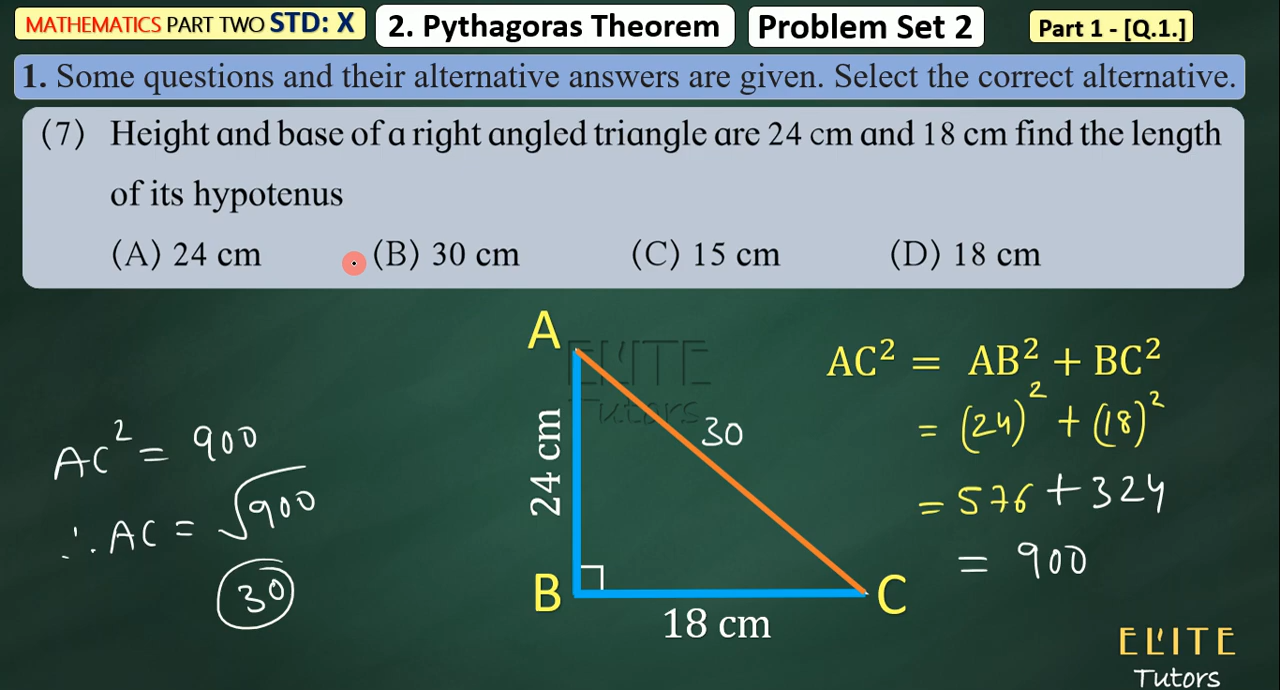 MATHEMATICS PART TWO STD: X
2. Pythagoras Theorem
Problem Set 2
Part 1 - [Q.1.]
1. Some questions and their alternative answers are given. Select the correct alternative.
(7) Height and base of a right angled triangle are 24 cm and 18 cm find the length
of its hypotenus
(A) 24 cm (B) 30 cm (C) 15 cm (D) 18 cm
A
ELITE
Tutors
24 cm
30
B
C
18 cm
AC² = AB² + BC²
= (24)² + (18)²
= 576 + 324
= 900
AC² = 900
∴ AC = √900
30
ELITE
Tutors